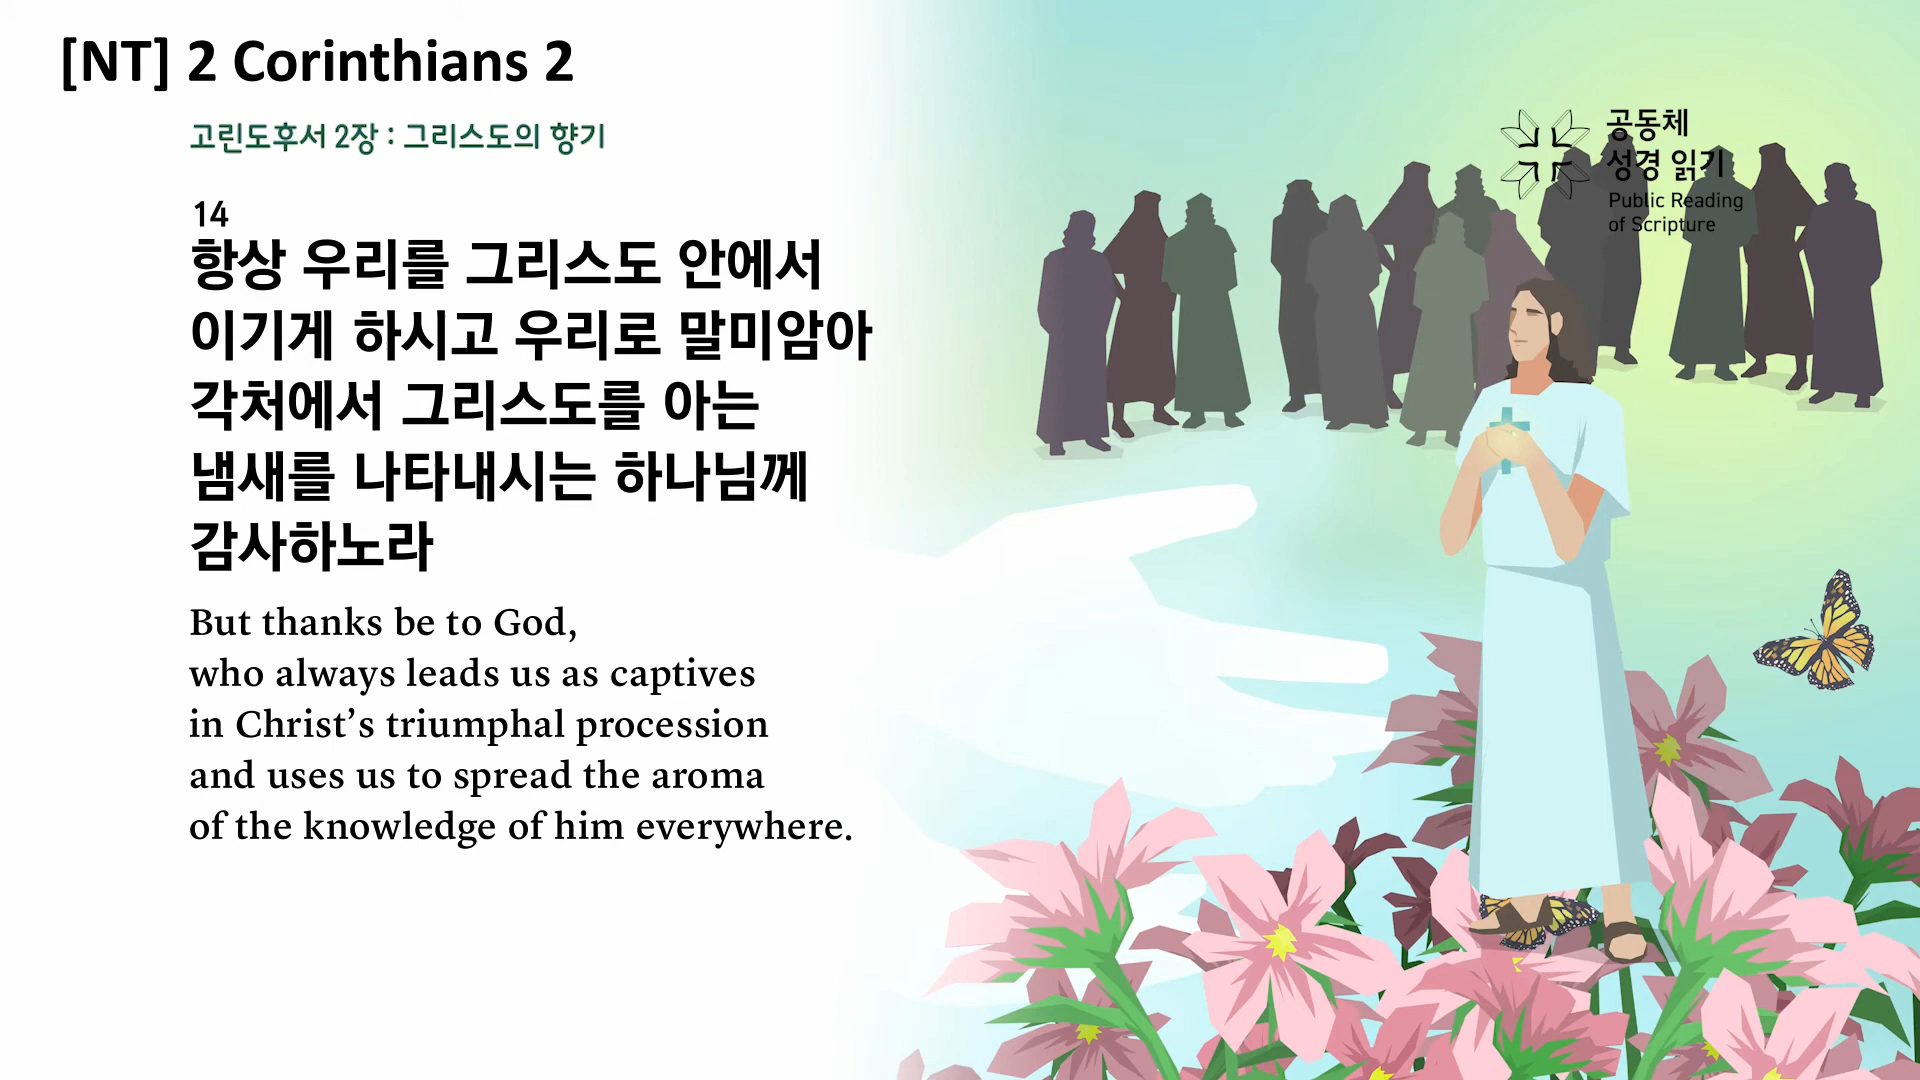 [NT] 2 Corinthians 2
고린도후서 2장 : 그리스도의 향기
14
항상 우리를 그리스도 안에서
이기게 하시고 우리로 말미암아
각처에서 그리스도를 아는
냄새를 나타내시는 하나님께
감사하노라
But thanks be to God,
who always leads us as captives
in Christ’s triumphal procession
and uses us to spread the aroma
of the knowledge of him everywhere.
공동체
성경 읽기
Public Reading
of Scripture